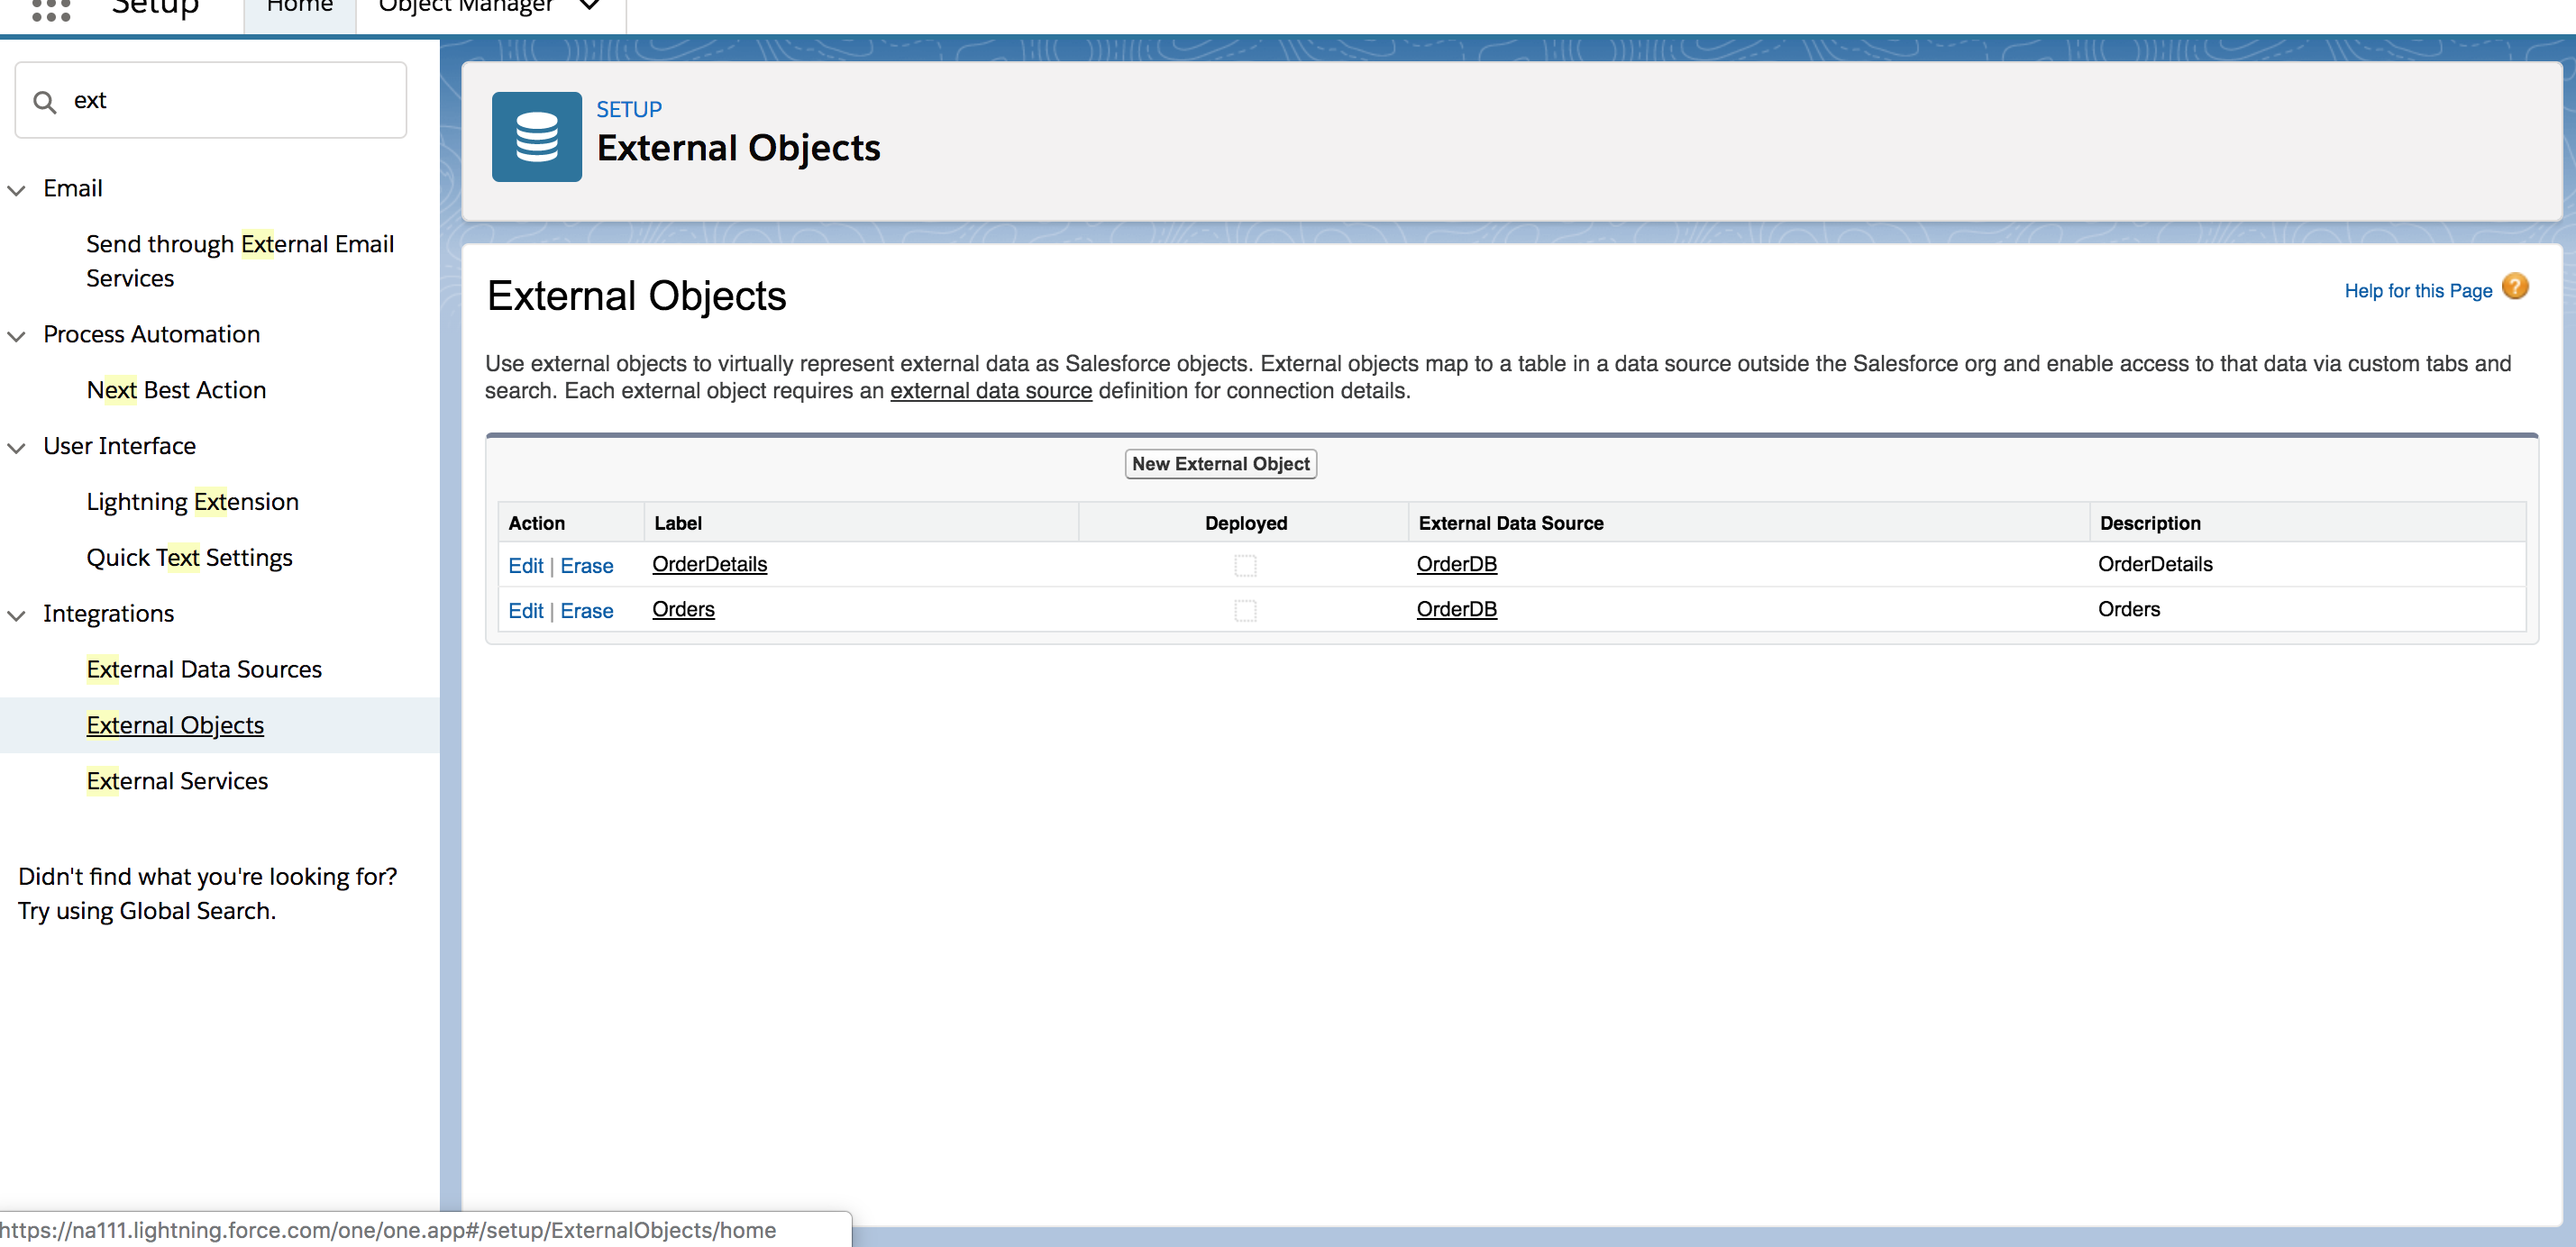 Setup
Home
Object Manager
ext
Email
Send through External Email
Services
Process Automation
Next Best Action
User Interface
Lightning Extension
Quick Text Settings
Integrations
External Data Sources
External Objects
External Services
Didn't find what you're looking for?
Try using Global Search.
SETUP
External Objects
External Objects
Help for this Page ?
Use external objects to virtually represent external data as Salesforce objects. External objects map to a table in a data source outside the Salesforce org and enable access to that data via custom tabs and
search. Each external object requires an external data source definition for connection details.
New External Object
Action Label Deployed External Data Source Description
Edit | Erase OrderDetails OrderDB OrderDetails
Edit | Erase Orders OrderDB Orders
https://na111.lightning.force.com/one/one.app#/setup/ExternalObjects/home